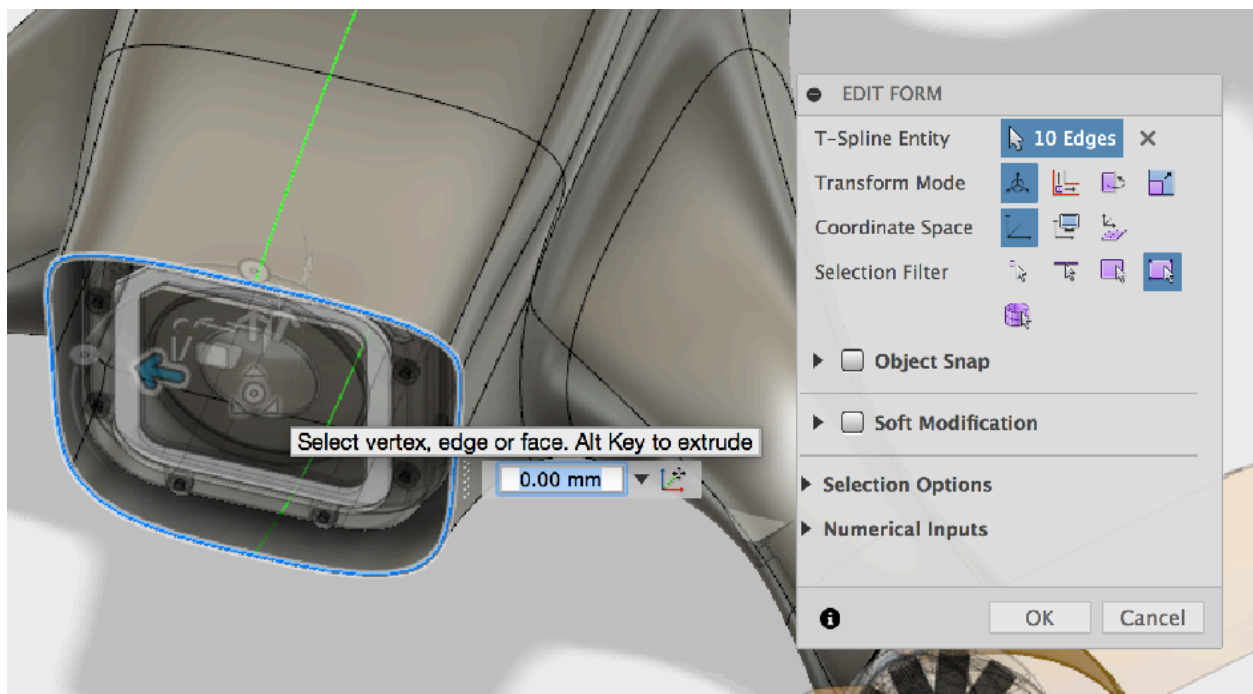 EDIT FORM
T-Spline Entity
10 Edges
Transform Mode
Coordinate Space
Selection Filter
Object Snap
Soft Modification
Selection Options
Numerical Inputs
OK Cancel
Select vertex, edge or face. Alt Key to extrude
0.00 mm